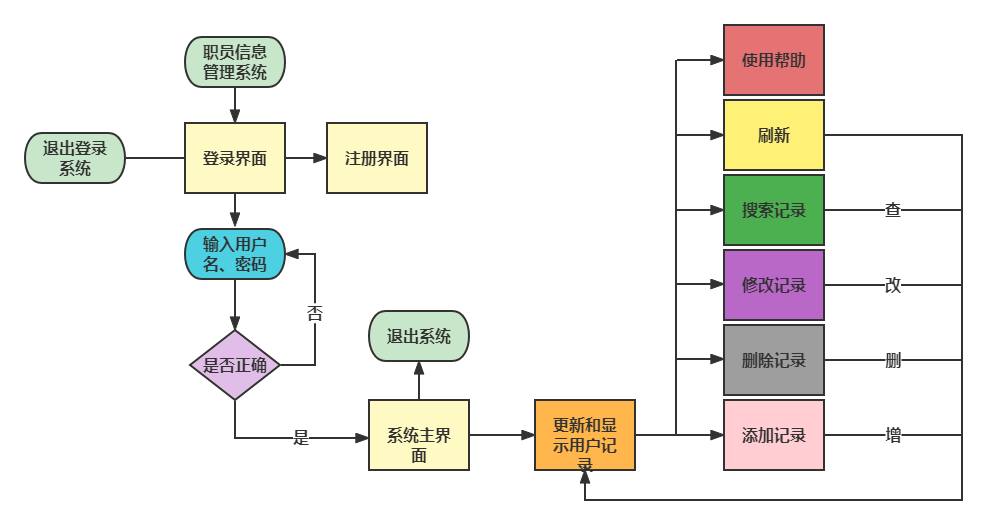 职员信息
管理系统
退出登录
系统
登录界面
注册界面
输入用户
名、密码
否
是否正确
是
退出系统
系统主界
面
更新和显
示用户记
录
使用帮助
刷新
搜索记录
查
修改记录
改
删除记录
删
添加记录
增